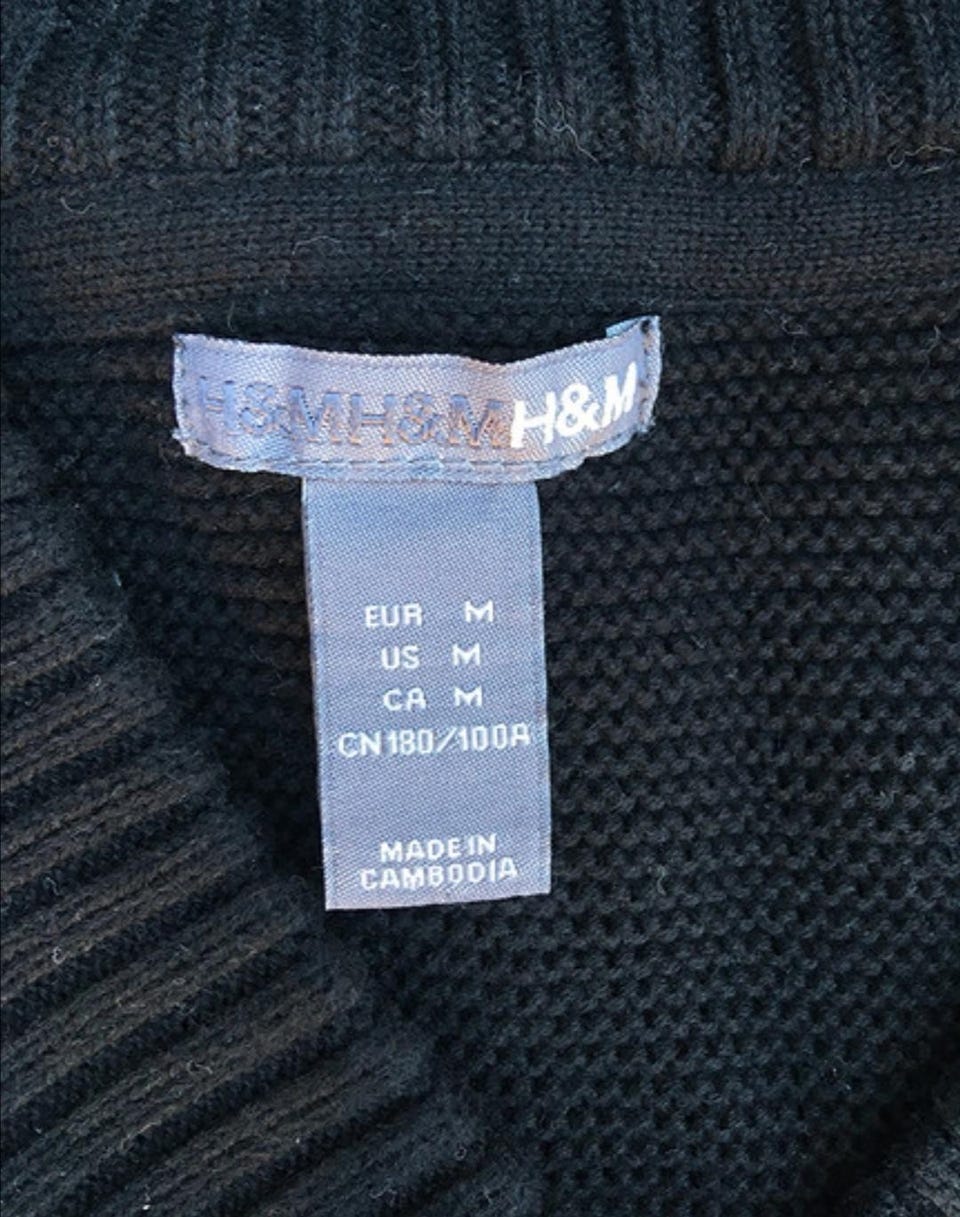 H&MH&MH&M
EUR M
US M
CA M
CN 180/100A
MADE IN
CAMBODIA